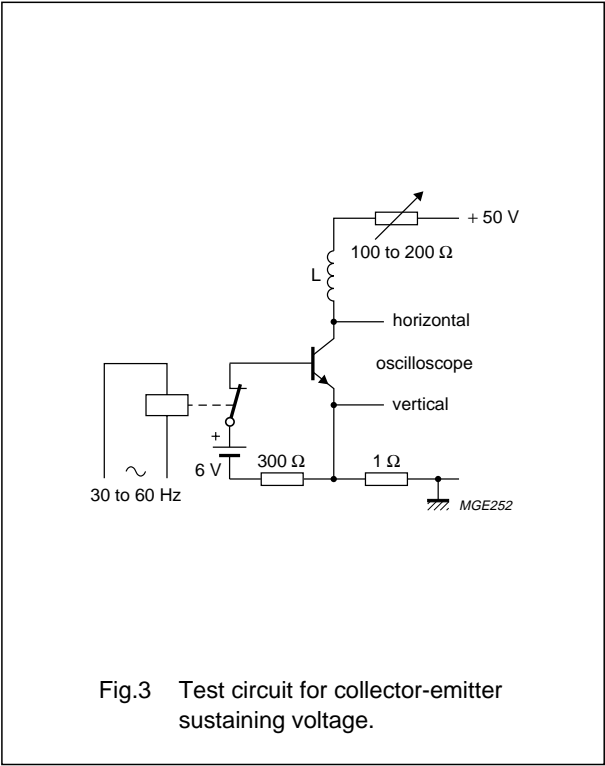 + 50 V
100 to 200 Ω
L
horizontal
oscilloscope
vertical
+
6 V
300 Ω
1 Ω
30 to 60 Hz
MGE252
Fig.3 Test circuit for collector-emitter
sustaining voltage.